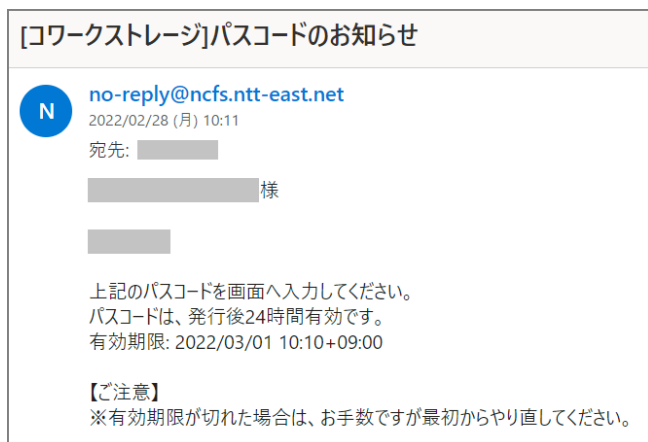 [コワークストレージ]パスコードのお知らせ
N
no-reply@ncfs.ntt-east.net
2022/02/28 (月) 10:11
宛先:
様
上記のパスコードを画面へ入力してください。
パスコードは、発行後24時間有効です。
有効期限: 2022/03/01 10:10+09:00
【ご注意】
※有効期限が切れた場合は、お手数ですが最初からやり直してください。